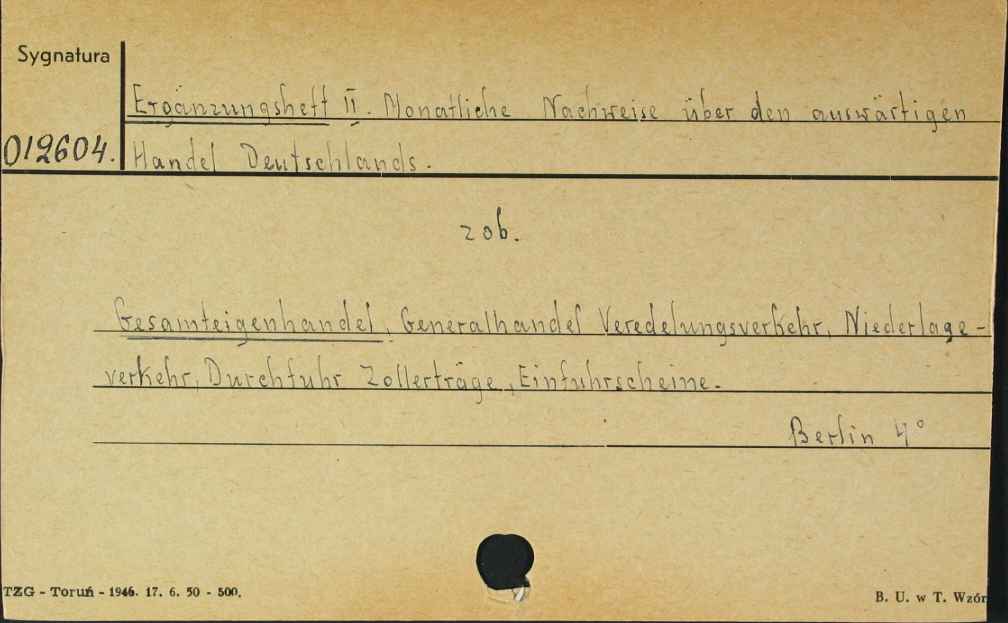 Sygnatura
Ergänzungsheft II. Monatliche Nachweise über den auswärtigen
012604. Handel Deutschlands.
zob.
Gesamteigenhandel, Generalhandel Veredelungsverkehr, Niederlage-
verkehr, Durchfuhr Zollerträge, Einfuhrscheine.
Berlin 4°
TZG - Toruń - 1946. 17. 6. 50 - 500.
B. U. w T. Wzór